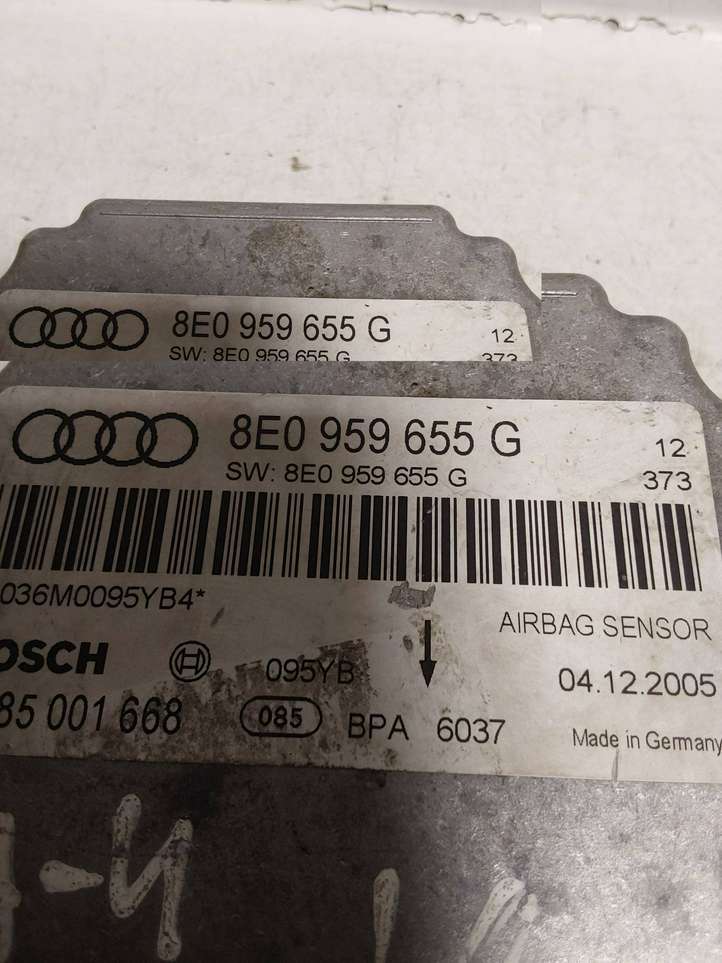 8E0 959 655 G 12
SW: 8E0 959 655 G 373
8E0 959 655 G 12
SW: 8E0 959 655 G 373
036M0095YB4*
AIRBAG SENSOR
OSCH 095YB 04.12.2005
85 001 668 085 BPA 6037 Made in Germany